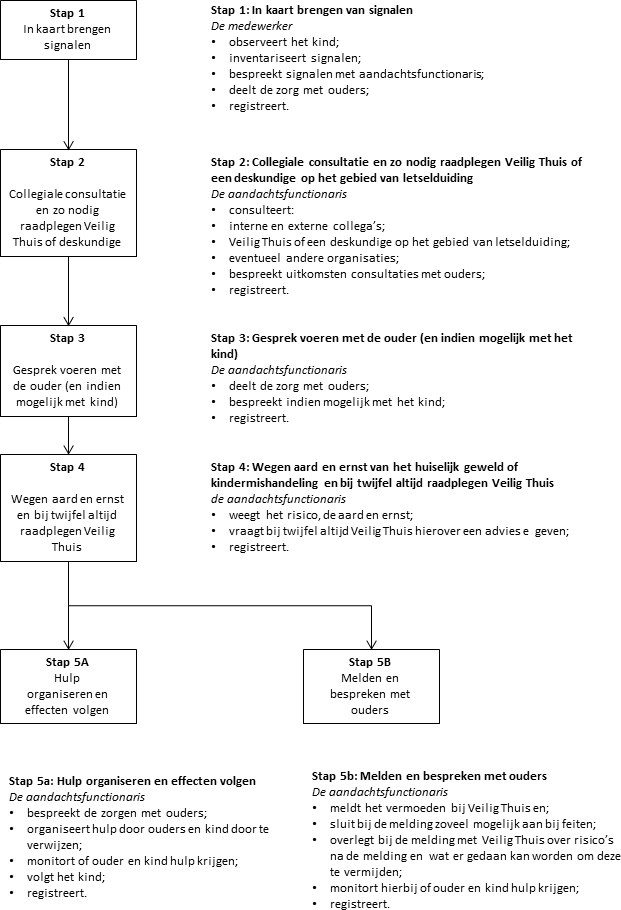 Stap 1
In kaart brengen
signalen
Stap 1: In kaart brengen van signalen
De medewerker
• observeert het kind;
• inventariseert signalen;
• bespreekt signalen met aandachtsfunctionaris;
• deelt de zorg met ouders;
• registreert.
Stap 2
Collegiale consultatie
en zo nodig
raadplegen Veilig
Thuis of deskundige
Stap 2: Collegiale consultatie en zo nodig raadplegen Veilig Thuis of
een deskundige op het gebied van letselduiding
De aandachtsfunctionaris
• consulteert:
• interne en externe collega's;
• Veilig Thuis of een deskundige op het gebied van letselduiding;
• eventueel andere organisaties;
• bespreekt uitkomsten consultaties met ouders;
• registreert.
Stap 3
Gesprek voeren met
de ouder (en indien
mogelijk met kind)
Stap 3: Gesprek voeren met de ouder (en indien mogelijk met het
kind)
De aandachtsfunctionaris
• deelt de zorg met ouders;
• bespreekt indien mogelijk met het kind;
• registreert.
Stap 4
Wegen aard en ernst
en bij twijfel altijd
raadplegen Veilig
Thuis
Stap 4: Wegen aard en ernst van het huiselijk geweld of
kindermishandeling en bij twijfel altijd raadplegen Veilig Thuis
de aandachtsfunctionaris
• weegt het risico, de aard en ernst;
• vraagt bij twijfel altijd Veilig Thuis hierover een advies e geven;
• registreert.
Stap 5A
Hulp
organiseren en
effecten volgen
Stap 5B
Melden en
bespreken met
ouders
Stap 5a: Hulp organiseren en effecten volgen
De aandachtsfunctionaris
• bespreekt de zorgen met ouders;
• organiseert hulp door ouders en kind door te
verwijzen;
• monitort of ouder en kind hulp krijgen;
• volgt het kind;
• registreert.
Stap 5b: Melden en bespreken met ouders
De aandachtsfunctionaris
• meldt het vermoeden bij Veilig Thuis en;
• sluit bij de melding zoveel mogelijk aan bij feiten;
• overlegt bij de melding met Veilig Thuis over risico's
na de melding en wat er gedaan kan worden om deze
te vermijden;
• monitort hierbij of ouder en kind hulp krijgen;
• registreert.